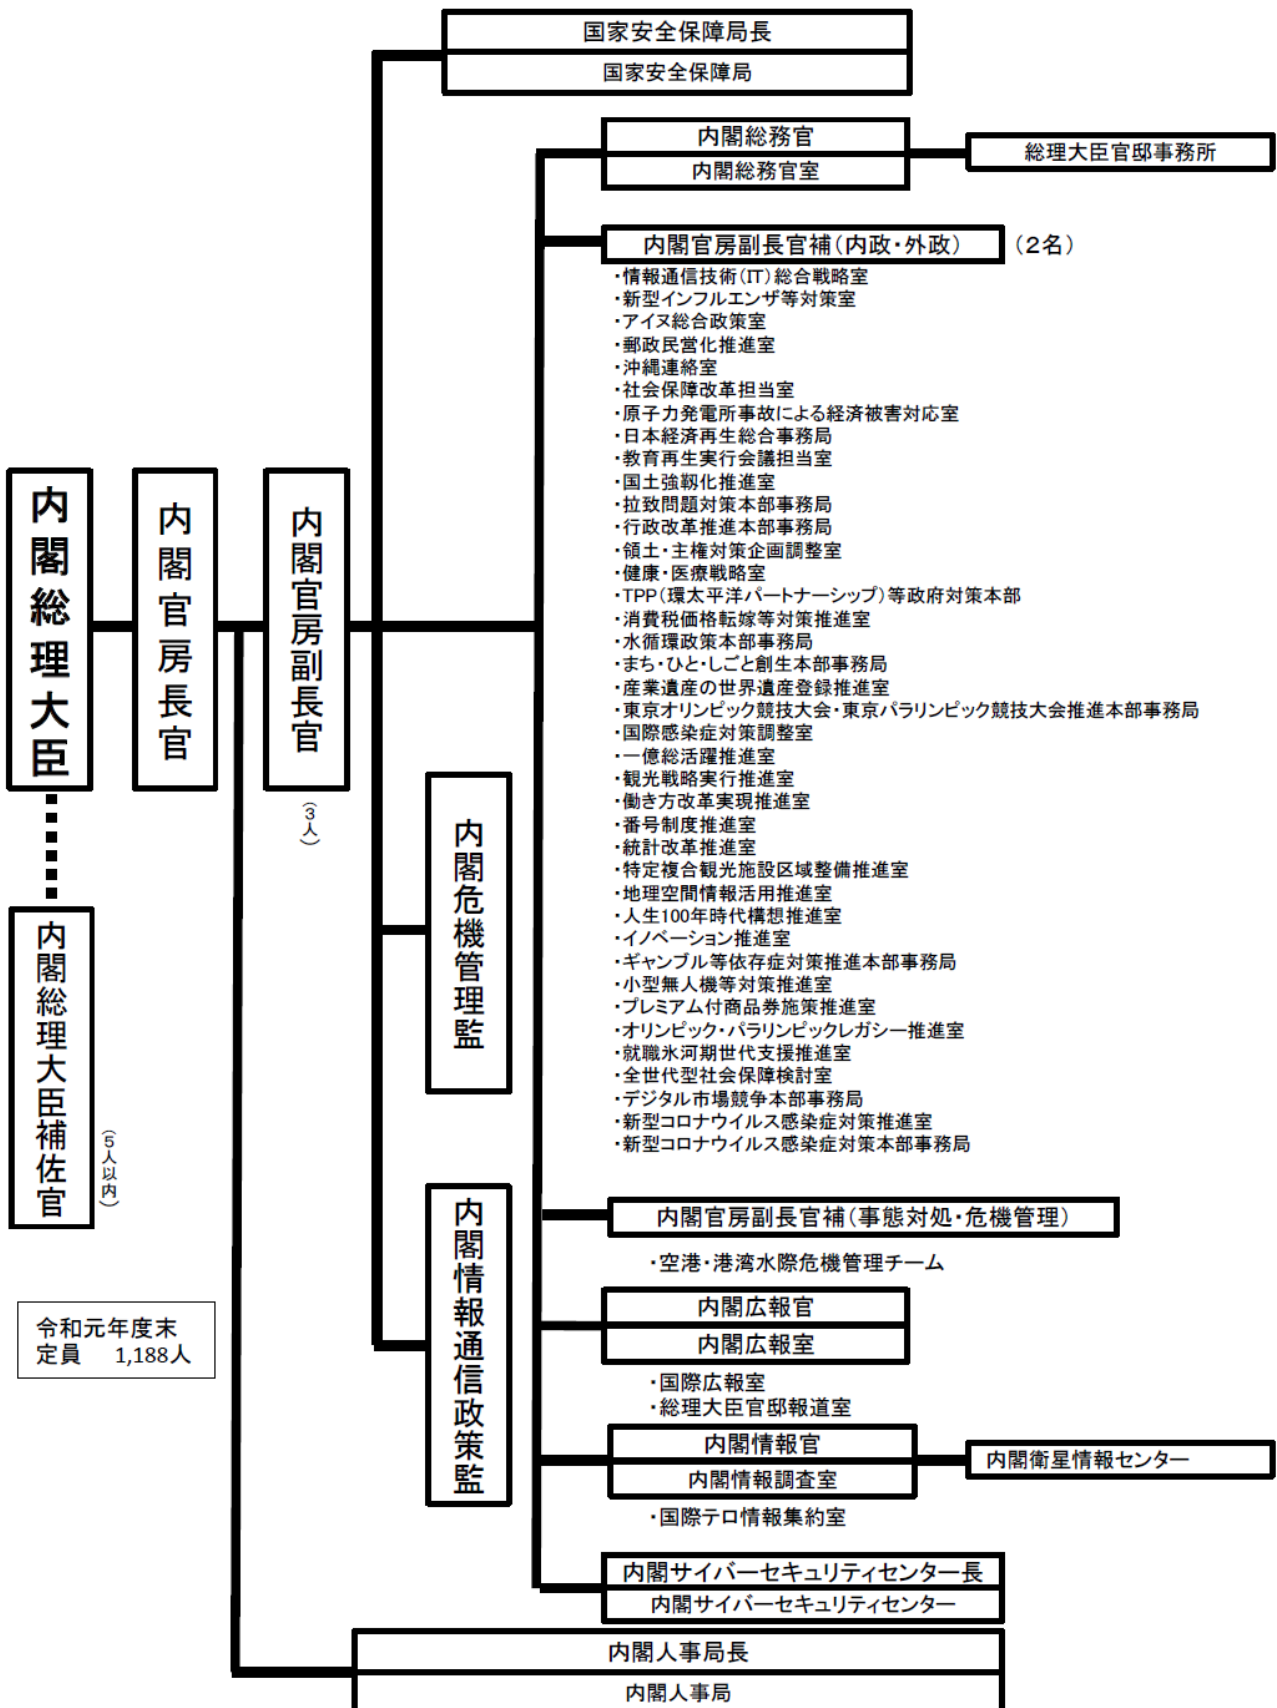 国家安全保障局長
国家安全保障局
内閣総務官
内閣総務官室
総理大臣官邸事務所
内閣官房副長官補(内政・外政)
(2名)
・情報通信技術(IT)総合戦略室
・新型インフルエンザ等対策室
・アイヌ総合政策室
・郵政民営化推進室
・沖縄連絡室
・社会保障改革担当室
・原子力発電所事故による経済被害対応室
・日本経済再生総合事務局
・教育再生実行会議担当室
・国土強靱化推進室
・拉致問題対策本部事務局
・行政改革推進本部事務局
・領土・主権対策企画調整室
・健康・医療戦略室
・TPP(環太平洋パートナーシップ)等政府対策本部
・消費税価格転嫁等対策推進室
・水循環政策本部事務局
・まち・ひと・しごと創生本部事務局
・産業遺産の世界遺産登録推進室
・東京オリンピック競技大会・東京パラリンピック競技大会推進本部事務局
・国際感染症対策調整室
・一億総活躍推進室
・観光戦略実行推進室
・働き方改革実現推進室
・番号制度推進室
・統計改革推進室
・特定複合観光施設区域整備推進室
・地理空間情報活用推進室
・人生100年時代構想推進室
・イノベーション推進室
・ギャンブル等依存症対策推進本部事務局
・小型無人機等対策推進室
・プレミアム付商品券施策推進室
・オリンピック・パラリンピックレガシー推進室
・就職氷河期世代支援推進室
・全世代型社会保障検討室
・デジタル市場競争本部事務局
・新型コロナウイルス感染症対策推進室
・新型コロナウイルス感染症対策本部事務局
内閣総理大臣
内閣官房長官
内閣官房副長官
(3人)
内閣危機管理監
内閣総理大臣補佐官
(5人以内)
内閣情報通信政策監
内閣官房副長官補(事態対処・危機管理)
・空港・港湾水際危機管理チーム
内閣広報官
内閣広報室
・国際広報室
・総理大臣官邸報道室
令和元年度末
定員 1,188人
内閣情報官
内閣情報調査室
内閣衛星情報センター
・国際テロ情報集約室
内閣サイバーセキュリティセンター長
内閣サイバーセキュリティセンター
内閣人事局長
内閣人事局